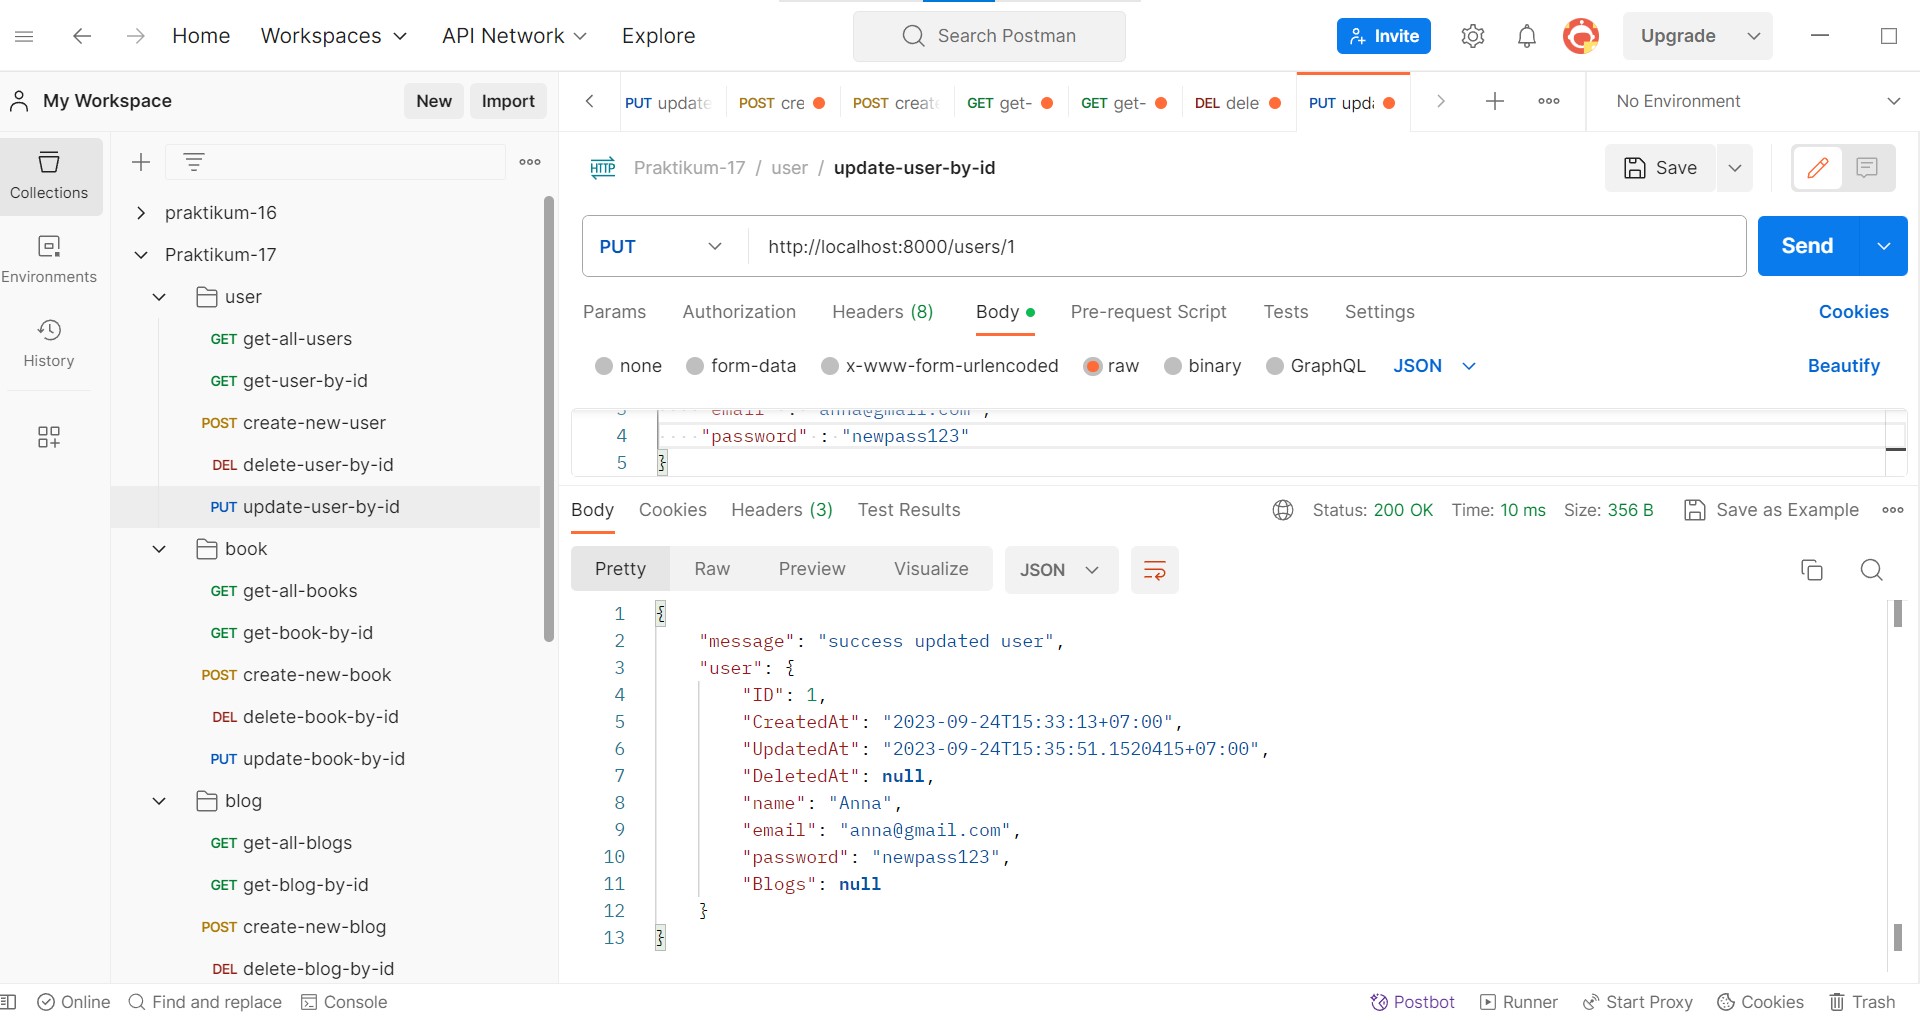 Home Workspaces API Network Explore Search Postman Invite Upgrade
My Workspace New Import
PUT update POST cre POST creat GET get- GET get- DEL dele PUT upd No Environment
Collections
Environments
History
praktikum-16
Praktikum-17
user
GET get-all-users
GET get-user-by-id
POST create-new-user
DEL delete-user-by-id
PUT update-user-by-id
book
GET get-all-books
GET get-book-by-id
POST create-new-book
DEL delete-book-by-id
PUT update-book-by-id
blog
GET get-all-blogs
GET get-blog-by-id
POST create-new-blog
DEL delete-blog-by-id
HTTP Praktikum-17 / user / update-user-by-id Save
PUT http://localhost:8000/users/1 Send
Params Authorization Headers (8) Body Pre-request Script Tests Settings Cookies
none form-data x-www-form-urlencoded raw binary GraphQL JSON Beautify
3 "email" : "anna@gmail.com",
4 "password" : "newpass123"
5 }
Body Cookies Headers (3) Test Results Status: 200 OK Time: 10 ms Size: 356 B Save as Example
Pretty Raw Preview Visualize JSON
1 {
2 "message": "success updated user",
3 "user": {
4 "ID": 1,
5 "CreatedAt": "2023-09-24T15:33:13+07:00",
6 "UpdatedAt": "2023-09-24T15:35:51.1520415+07:00",
7 "DeletedAt": null,
8 "name": "Anna",
9 "email": "anna@gmail.com",
10 "password": "newpass123",
11 "Blogs": null
12 }
13 }
Online Find and replace Console Postbot Runner Start Proxy Cookies Trash